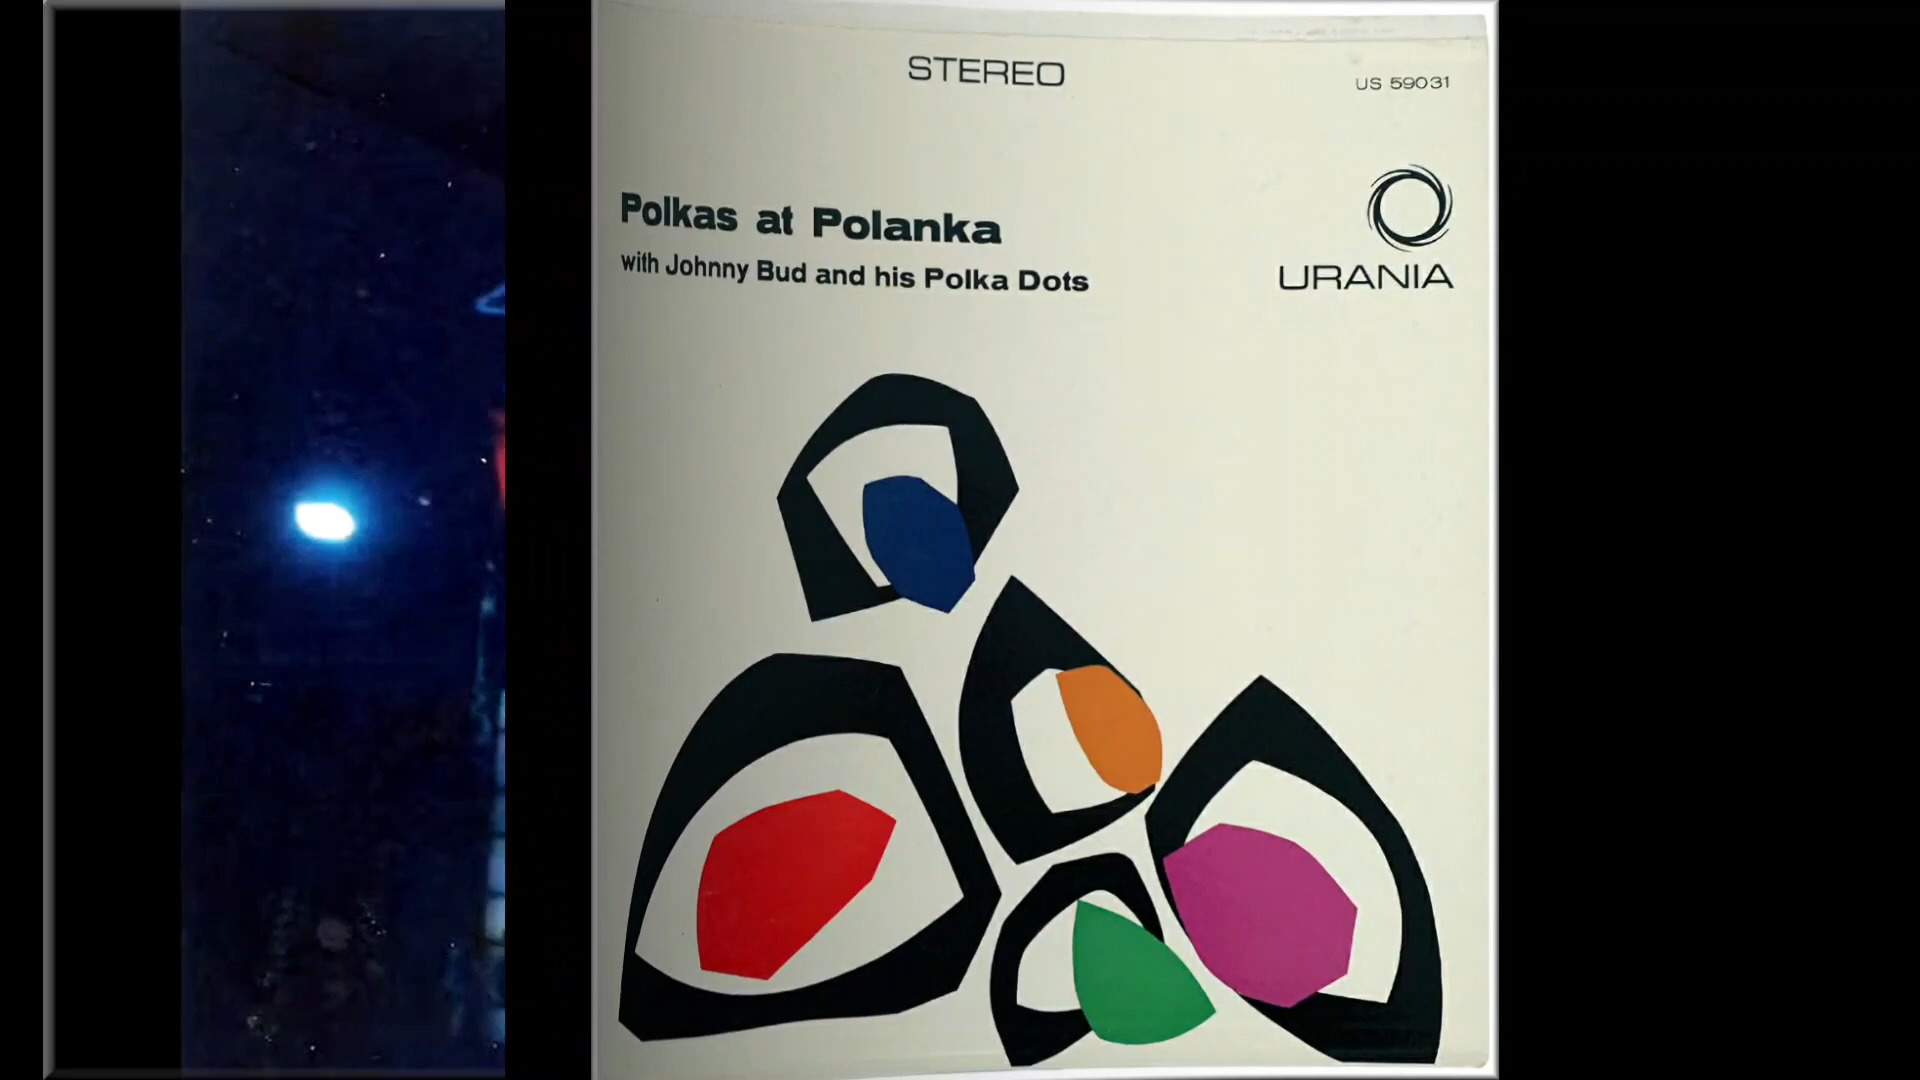 STEREO
US 59031
Polkas at Polanka
with Johnny Bud and his Polka Dots
URANIA